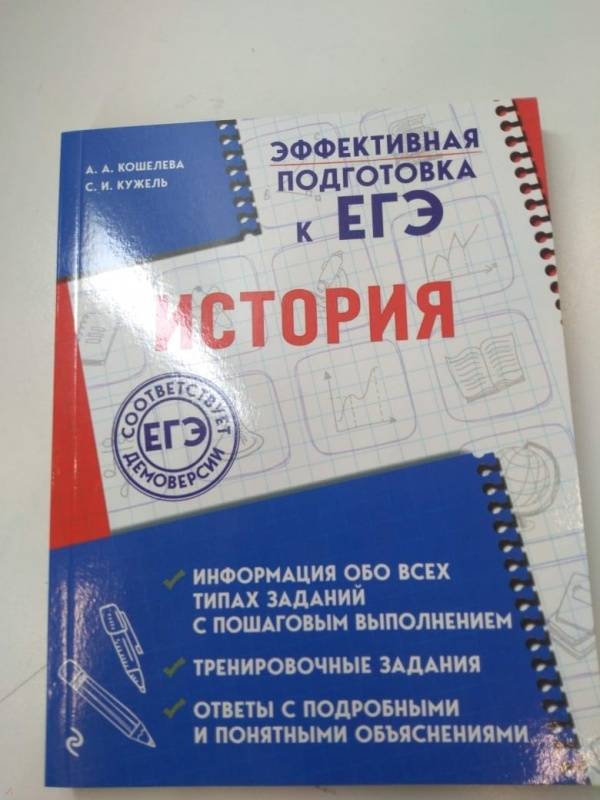 А. А. КОШЕЛЕВА
С. И. КУЖЕЛЬ
ЭФФЕКТИВНАЯ
ПОДГОТОВКА
К ЕГЭ
ИСТОРИЯ
СООТВЕТСТВУЕТ
ЕГЭ
ДЕМОВЕРСИИ
ИНФОРМАЦИЯ ОБО ВСЕХ
ТИПАХ ЗАДАНИЙ
С ПОШАГОВЫМ ВЫПОЛНЕНИЕМ
ТРЕНИРОВОЧНЫЕ ЗАДАНИЯ
ОТВЕТЫ С ПОДРОБНЫМИ
И ПОНЯТНЫМИ ОБЪЯСНЕНИЯМИ